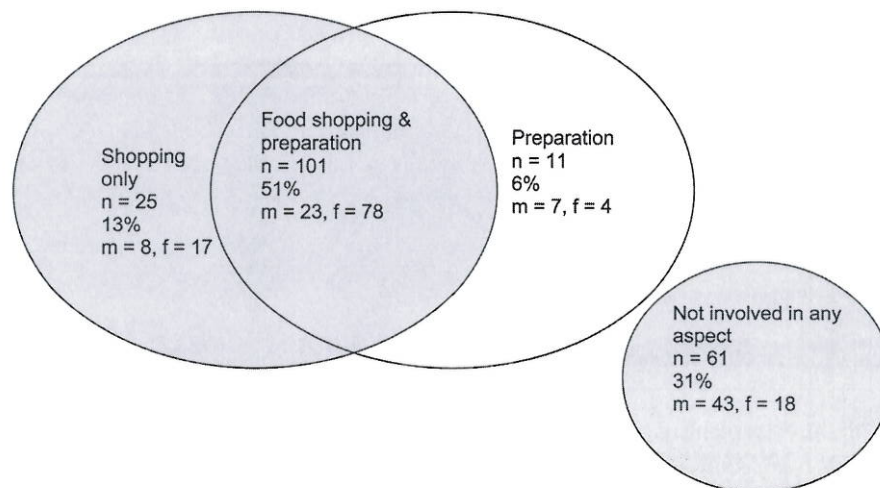 Shopping
only
n = 25
13%
m = 8, f = 17
Food shopping &
preparation
n = 101
51%
m = 23, f = 78
Preparation
n = 11
6%
m = 7, f = 4
Not involved in any
aspect
n = 61
31%
m = 43, f = 18